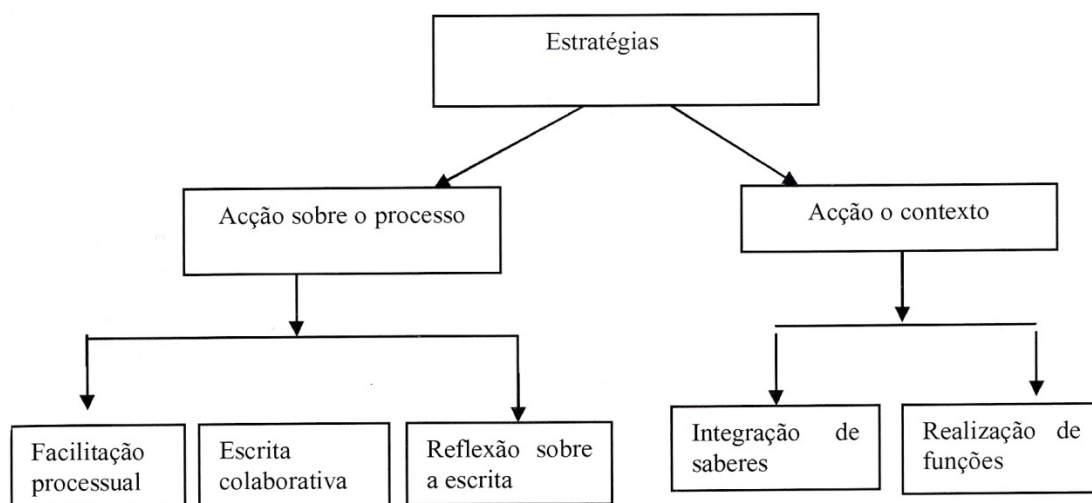 Estratégias
Acção sobre o processo
Acção o contexto
Facilitação
processual
Escrita
colaborativa
Reflexão sobre
a escrita
Integração de
saberes
Realização de
funções